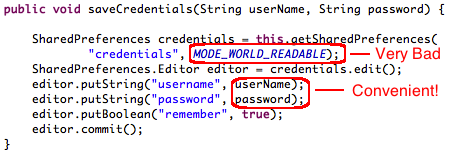 public void saveCredentials(String userName, String password) {
SharedPreferences credentials = this.getSharedPreferences(
"credentials", MODE_WORLD_READABLE); Very Bad
SharedPreferences.Editor editor = credentials.edit();
editor.putString("username", userName);
Convenient!
editor.putString("password", password);
editor.putBoolean("remember", true);
editor.commit();
}